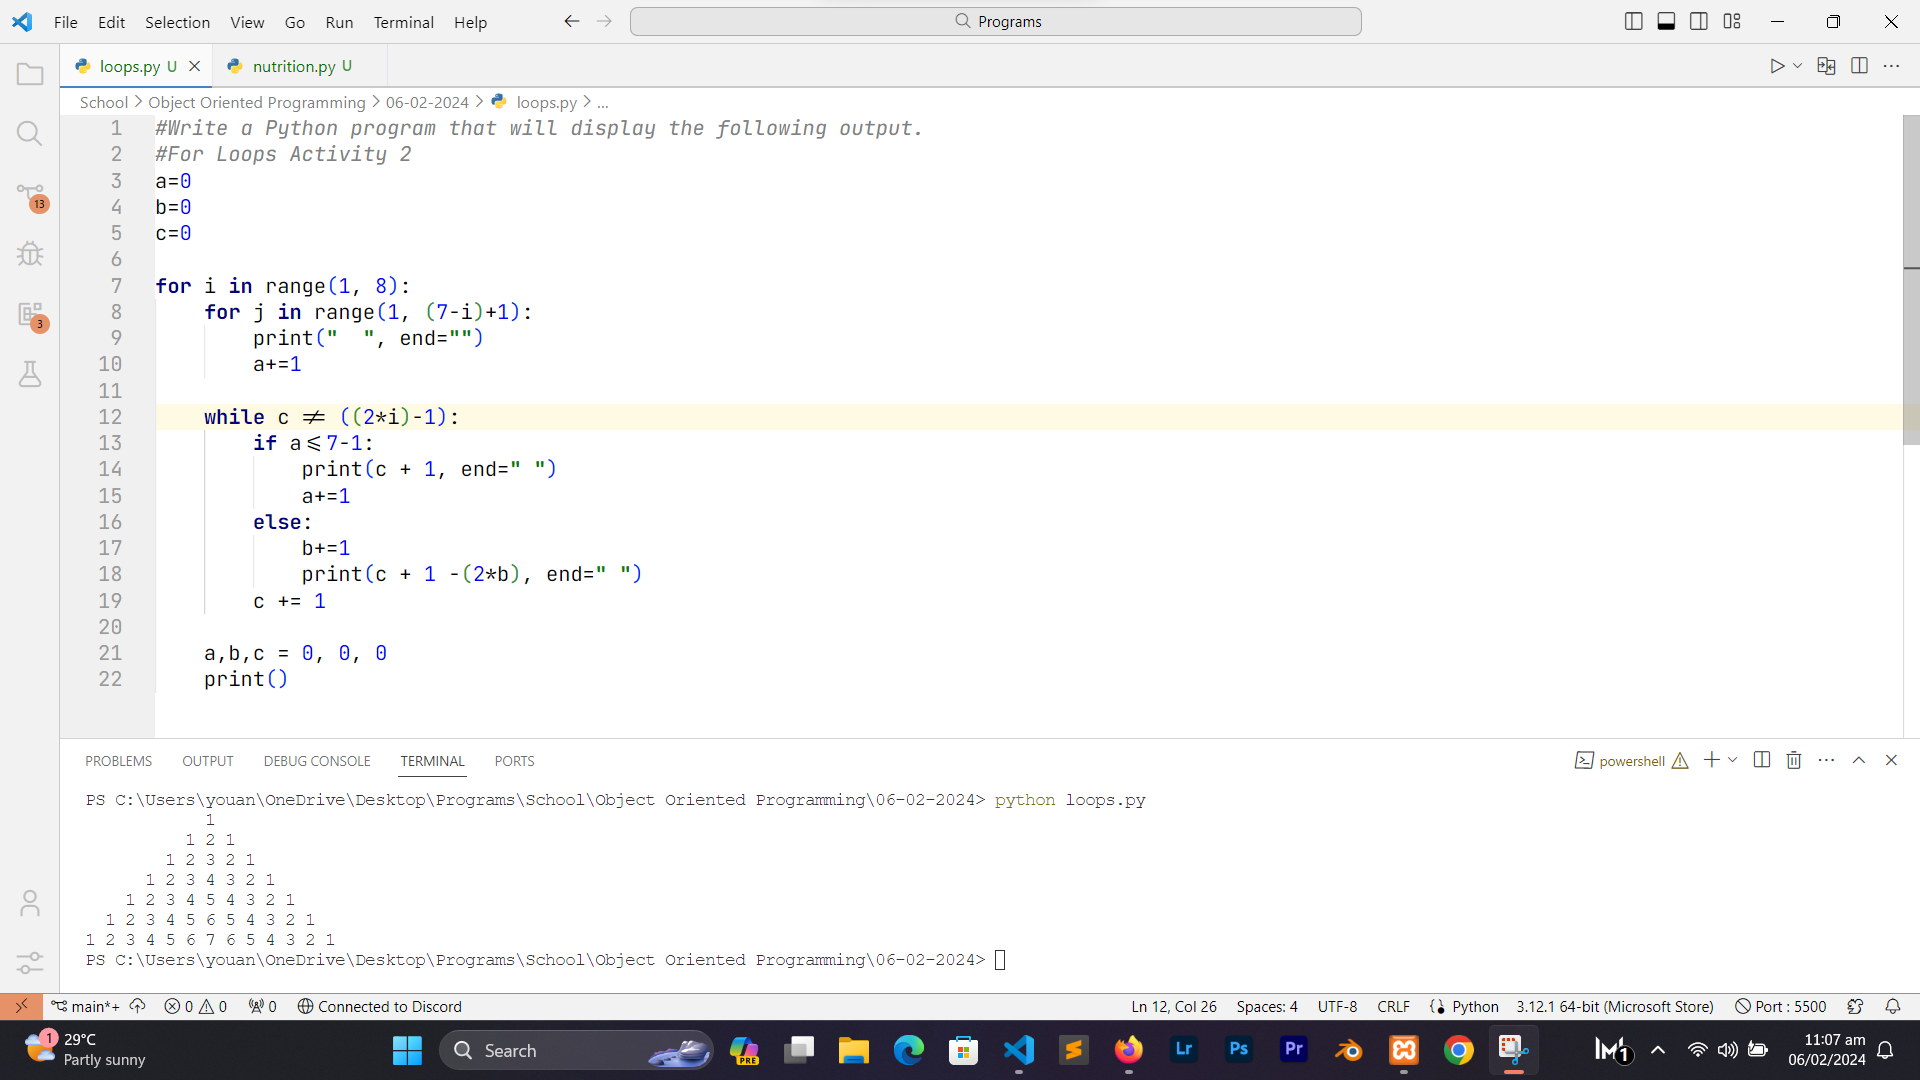 File Edit Selection View Go Run Terminal Help
Programs
loops.py U
nutrition.py U
School > Object Oriented Programming > 06-02-2024 > loops.py > ...
1 #Write a Python program that will display the following output.
2 #For Loops Activity 2
3 a=0
4 b=0
5 c=0
6
7 for i in range(1, 8):
8     for j in range(1, (7-i)+1):
9         print("  ", end="")
10         a+=1
11
12     while c ≠ ((2*i)-1):
13         if a⩽7-1:
14             print(c + 1, end=" ")
15             a+=1
16         else:
17             b+=1
18             print(c + 1 -(2*b), end=" ")
19         c += 1
20
21     a,b,c = 0, 0, 0
22     print()
13
3
PROBLEMS OUTPUT DEBUG CONSOLE TERMINAL PORTS
powershell
PS C:\Users\youan\OneDrive\Desktop\Programs\School\Object Oriented Programming\06-02-2024> python loops.py
            1
          1 2 1
        1 2 3 2 1
      1 2 3 4 3 2 1
    1 2 3 4 5 4 3 2 1
  1 2 3 4 5 6 5 4 3 2 1
1 2 3 4 5 6 7 6 5 4 3 2 1
PS C:\Users\youan\OneDrive\Desktop\Programs\School\Object Oriented Programming\06-02-2024>
main*+ 0 0 0 Connected to Discord
Ln 12, Col 26 Spaces: 4 UTF-8 CRLF Python 3.12.1 64-bit (Microsoft Store) Port : 5500
1
29°C
Partly sunny
Search
PRE
Lr
Ps
Pr
1
11:07 am
06/02/2024